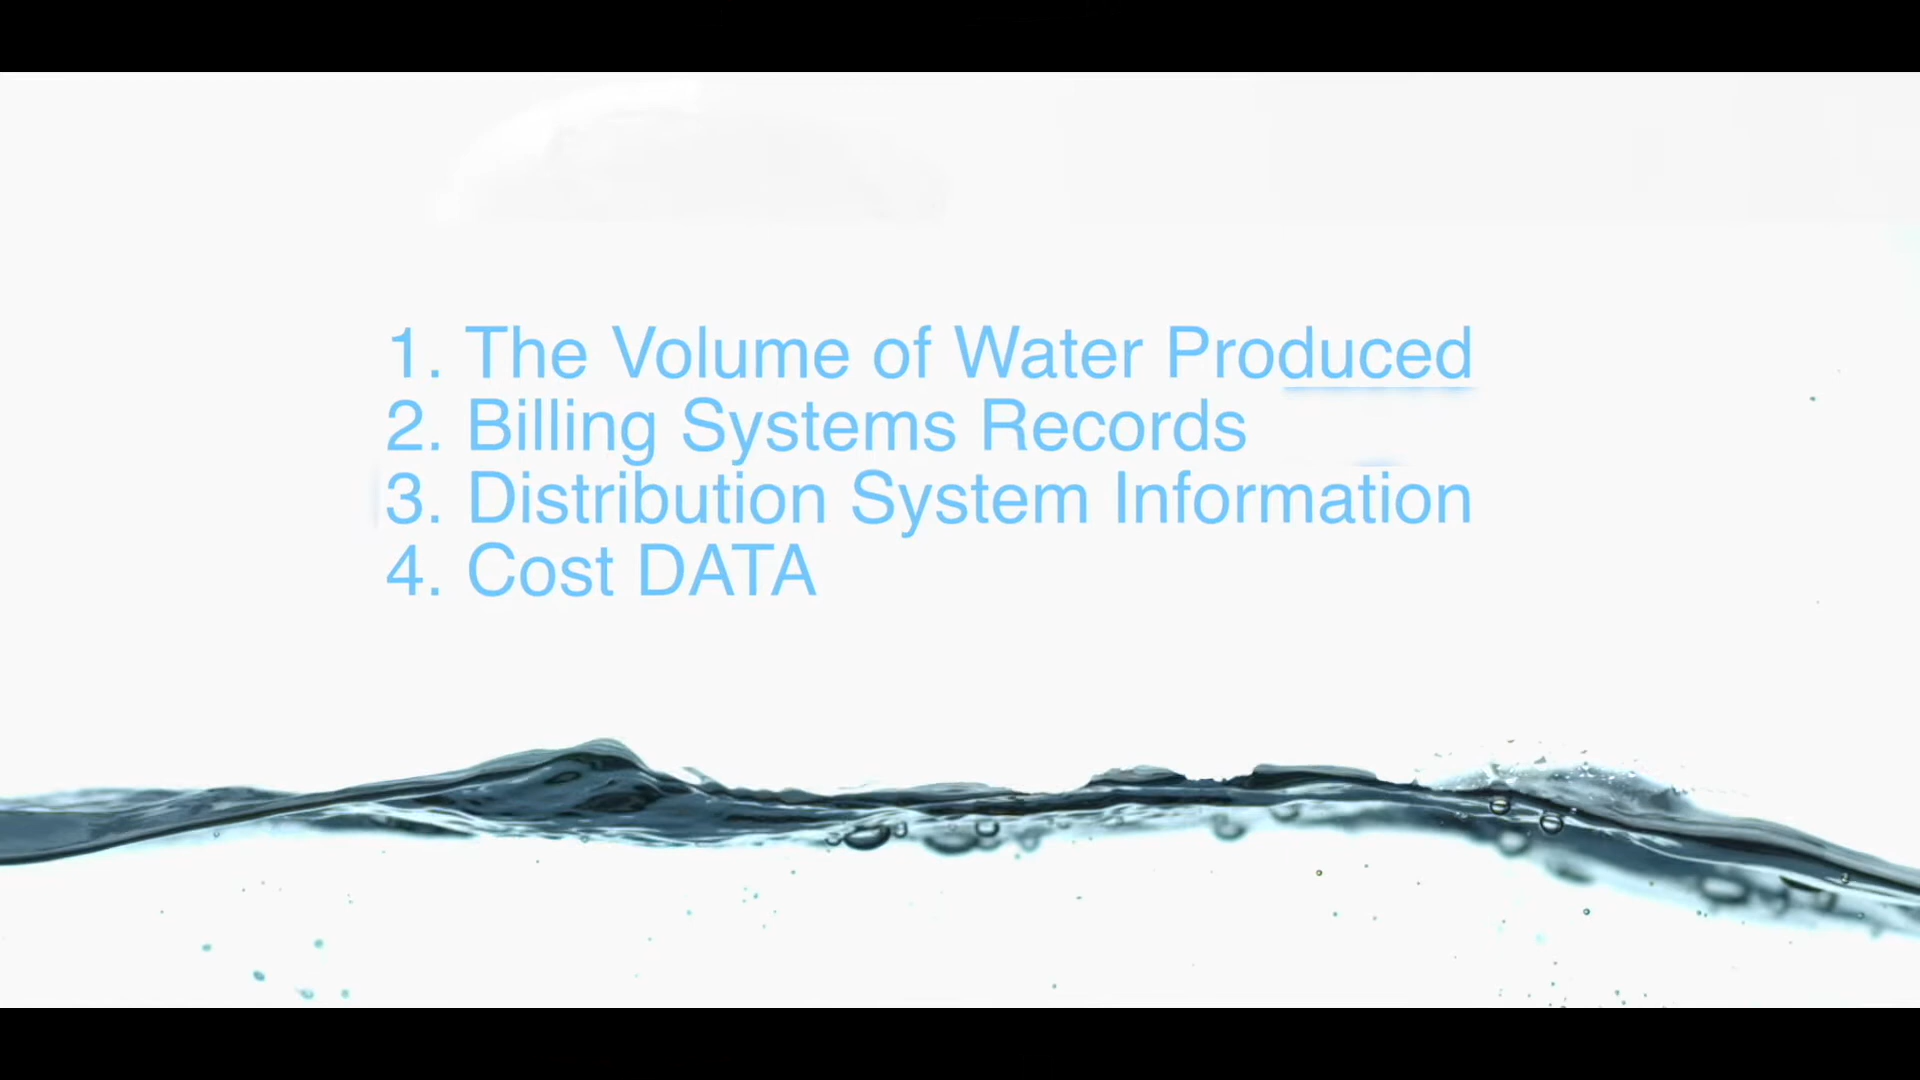 1. The Volume of Water Produced
2. Billing Systems Records
3. Distribution System Information
4. Cost DATA